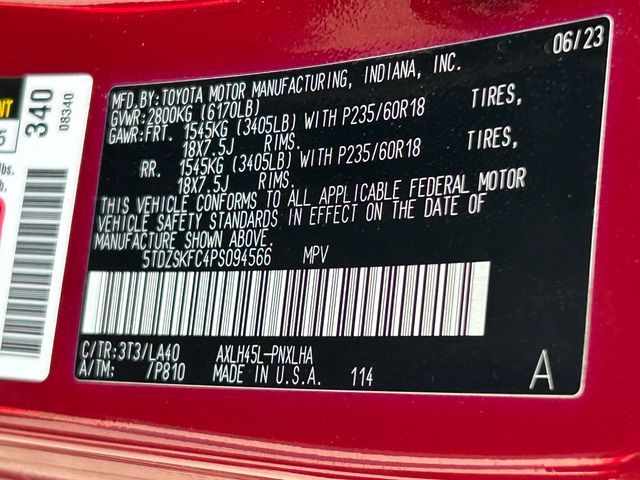 06/23
MFD.BY:TOYOTA MOTOR MANUFACTURING, INDIANA, INC.
GVWR:2800KG (6170LB)
GAWR:FRT. 1545KG (3405LB) WITH P235/60R18 TIRES,
18X7.5J RIMS.
RR. 1545KG (3405LB) WITH P235/60R18 TIRES,
18X7.5J RIMS.
THIS VEHICLE CONFORMS TO ALL APPLICABLE FEDERAL MOTOR
VEHICLE SAFETY STANDARDS IN EFFECT ON THE DATE OF
MANUFACTURE SHOWN ABOVE.
5TDZSKFC4PS094566 MPV
C/TR:3T3/LA40 AXLH45L-PNXLHA
A/TM: /P810 MADE IN U.S.A. 114
A
340
08340
5
lbs.